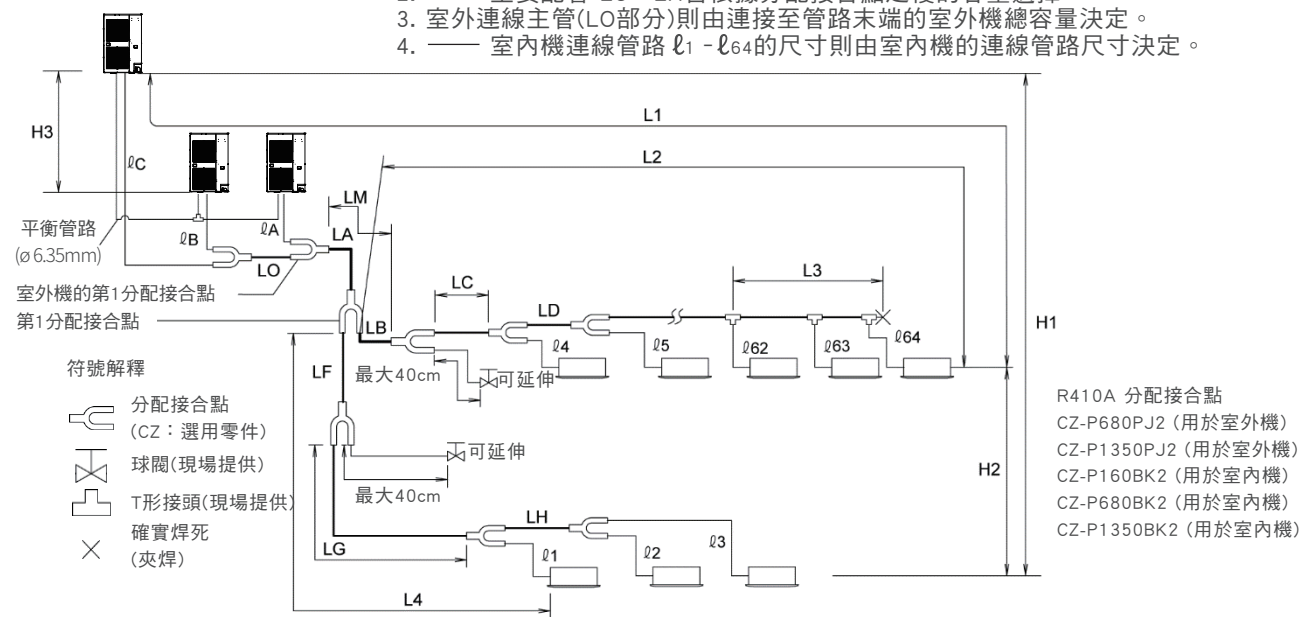 3. 室外連線主管(LO部分)則由連接至管路末端的室外機總容量決定。
4. —— 室內機連線管路 ℓ1 -ℓ64的尺寸則由室內機的連線管路尺寸決定。
L1
H3
L2
ℓC
LM
平衡管路
(ø 6.35mm)
ℓB
ℓA
LA
LO
室外機的第1分配接合點
第1分配接合點
LC
L3
LD
LB
H1
ℓ4
ℓ5
ℓ62
ℓ63
ℓ64
最大40cm
可延伸
LF
符號解釋
分配接合點
(CZ：選用零件)
球閥(現場提供)
T形接頭(現場提供)
確實焊死
(夾焊)
可延伸
最大40cm
H2
LH
LG
ℓ1
ℓ2
ℓ3
L4
R410A 分配接合點
CZ-P680PJ2 (用於室外機)
CZ-P1350PJ2 (用於室外機)
CZ-P160BK2 (用於室內機)
CZ-P680BK2 (用於室內機)
CZ-P1350BK2 (用於室內機)